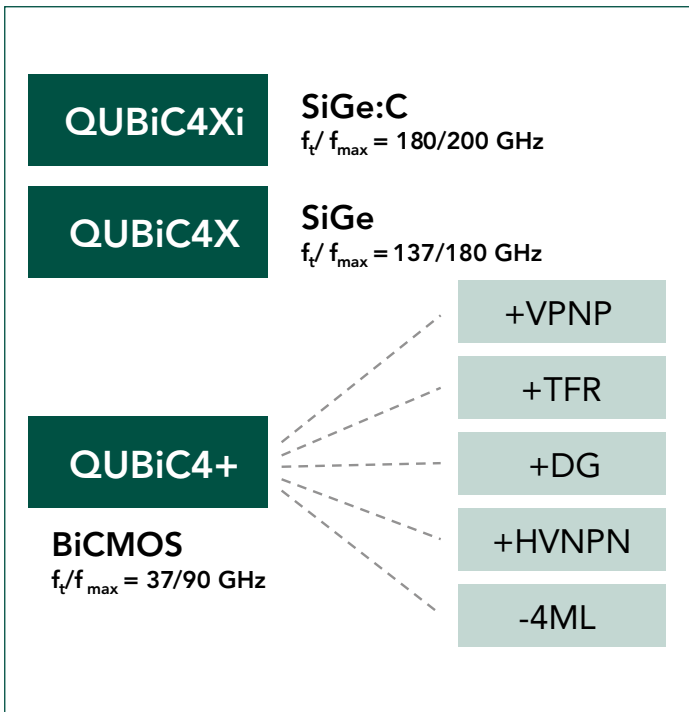 QUBiC4Xi
SiGe:C
ft/ fmax = 180/200 GHz
QUBiC4X
SiGe
ft/ fmax = 137/180 GHz
+VPNP
+TFR
QUBiC4+
+DG
BiCMOS
ft/f max = 37/90 GHz
+HVNPN
-4ML